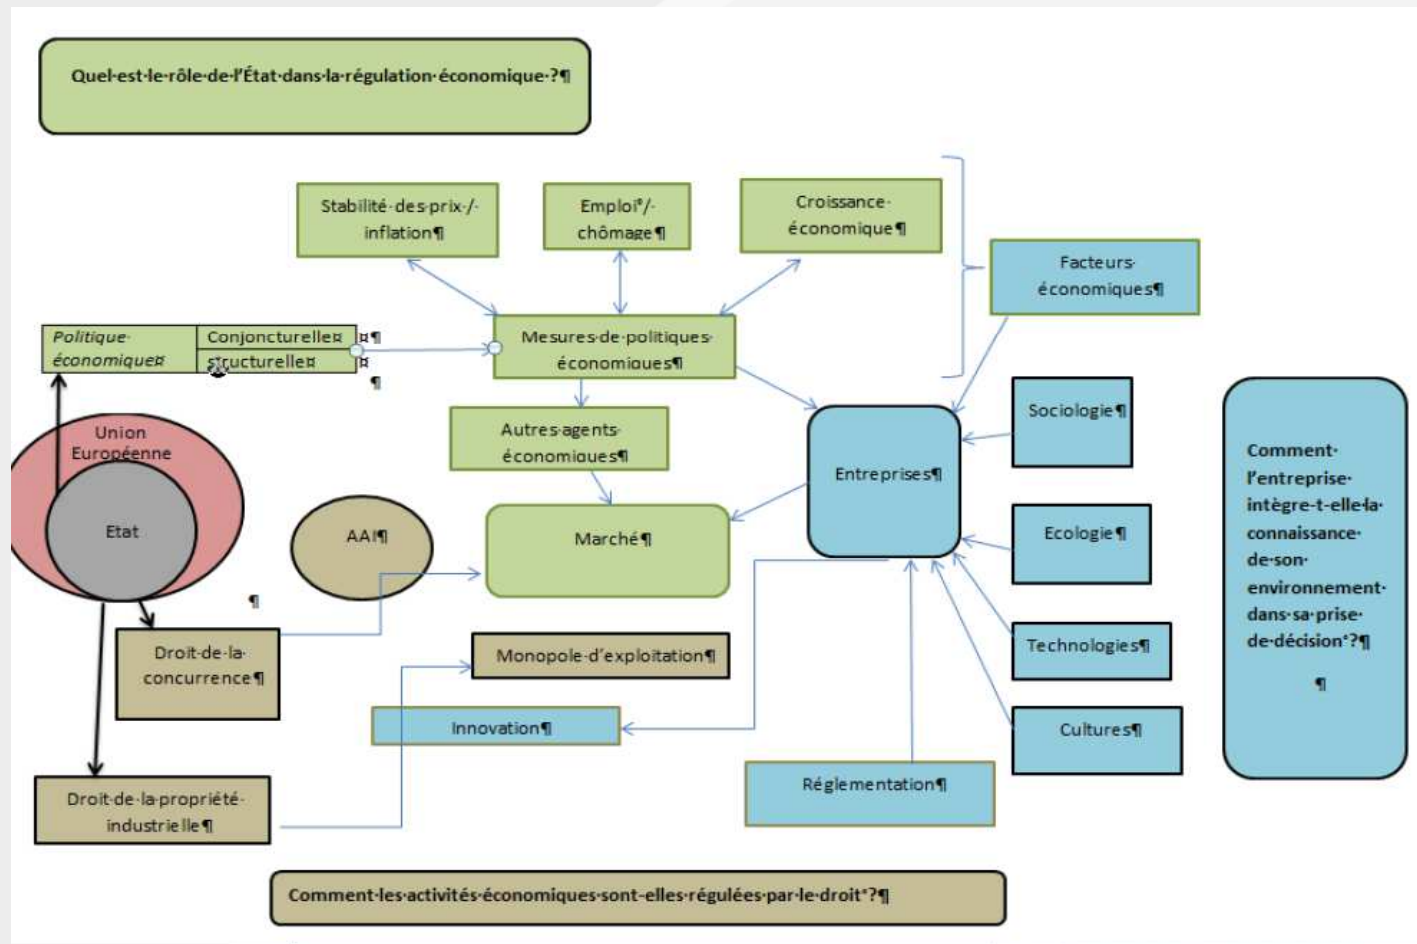 Quel·est·le·rôle·de·l'État·dans·la·régulation·économique·?¶
Stabilité·des·prix·/·
inflation¶
Emploi°/·
chômage¶
Croissance·
économique¶
Facteurs·
économiques¶
Politique·
économique¤
Conjoncturelle¤
¤¶
structurelle¤
¤
¶
Mesures·de·politiques·
économiques¶
Autres·agents·
économiques¶
Union
Européenne
Etat
AAI¶
Marché¶
Entreprises¶
Sociologie¶
Ecologie¶
Technologies¶
Cultures¶
Comment·
l'entreprise·
intègre-t-elle·la·
connaissance·
de·son·
environnement·
dans·sa·prise·
de·décision°?¶
¶
¶
Droit·de·la·
concurrence¶
Monopole·d'exploitation¶
Innovation¶
Réglementation¶
Droit·de·la·propriété·
industrielle¶
Comment·les·activités·économiques·sont-elles·régulées·par·le·droit°?¶